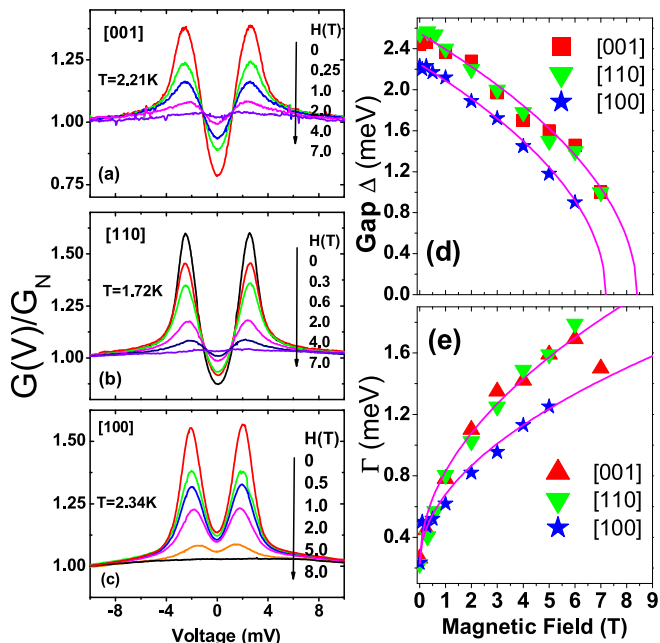 G(V)/G_N
[001]
T=2,21K
H(T)
0
0.25
1.0
2.0
4.0
7.0
(a)
1.25
1.00
0.75
[110]
T=1.72K
H(T)
0
0.3
0.6
2.0
4.0
7.0
(b)
1.50
1.25
1.00
[100]
T=2.34K
H(T)
0
0.5
1.0
2.0
5.0
8.0
(c)
1.50
1.25
1.00
-8 -4 0 4 8
Voltage (mV)
Gap Δ (meV)
2.4
2.0
1.6
1.2
0.8
0.4
0.0
[001]
[110]
[100]
(d)
Γ (meV)
(e)
1.6
1.2
0.8
0.4
[001]
[110]
[100]
0 1 2 3 4 5 6 7 8 9
Magnetic Field (T)